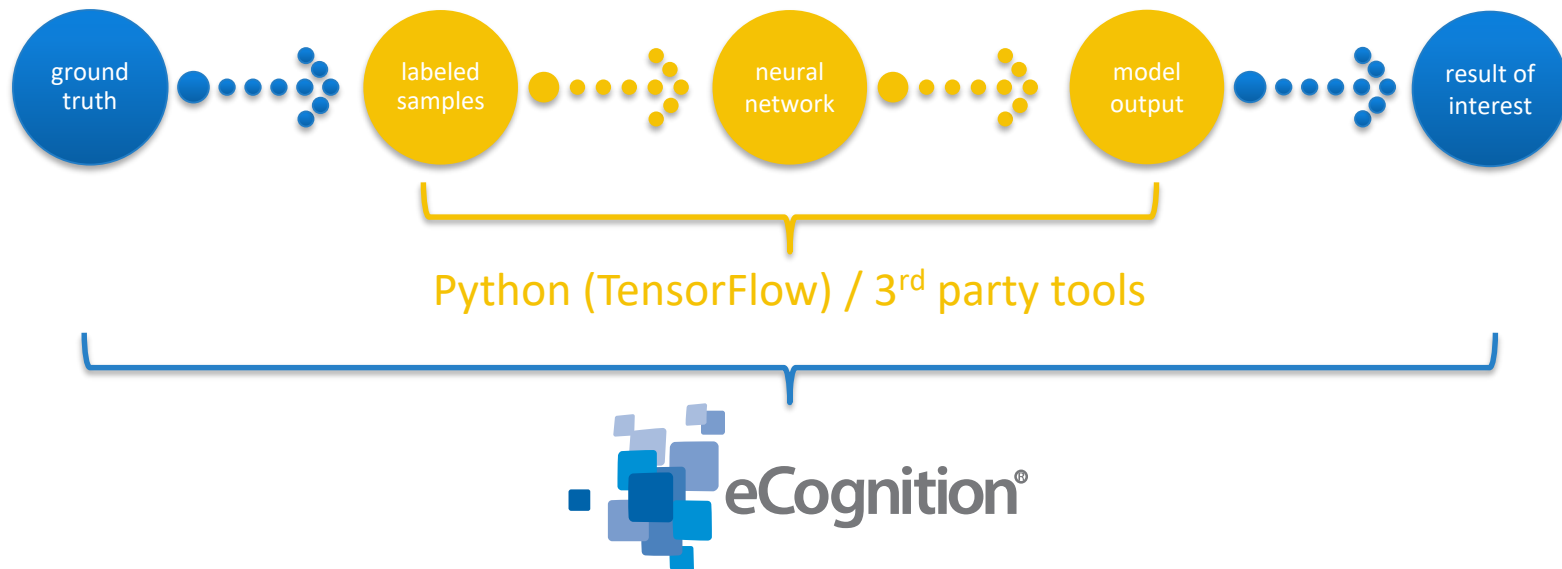 ground
truth
labeled
samples
neural
network
model
output
result of
interest
Python (TensorFlow) / 3rd party tools
eCognition®